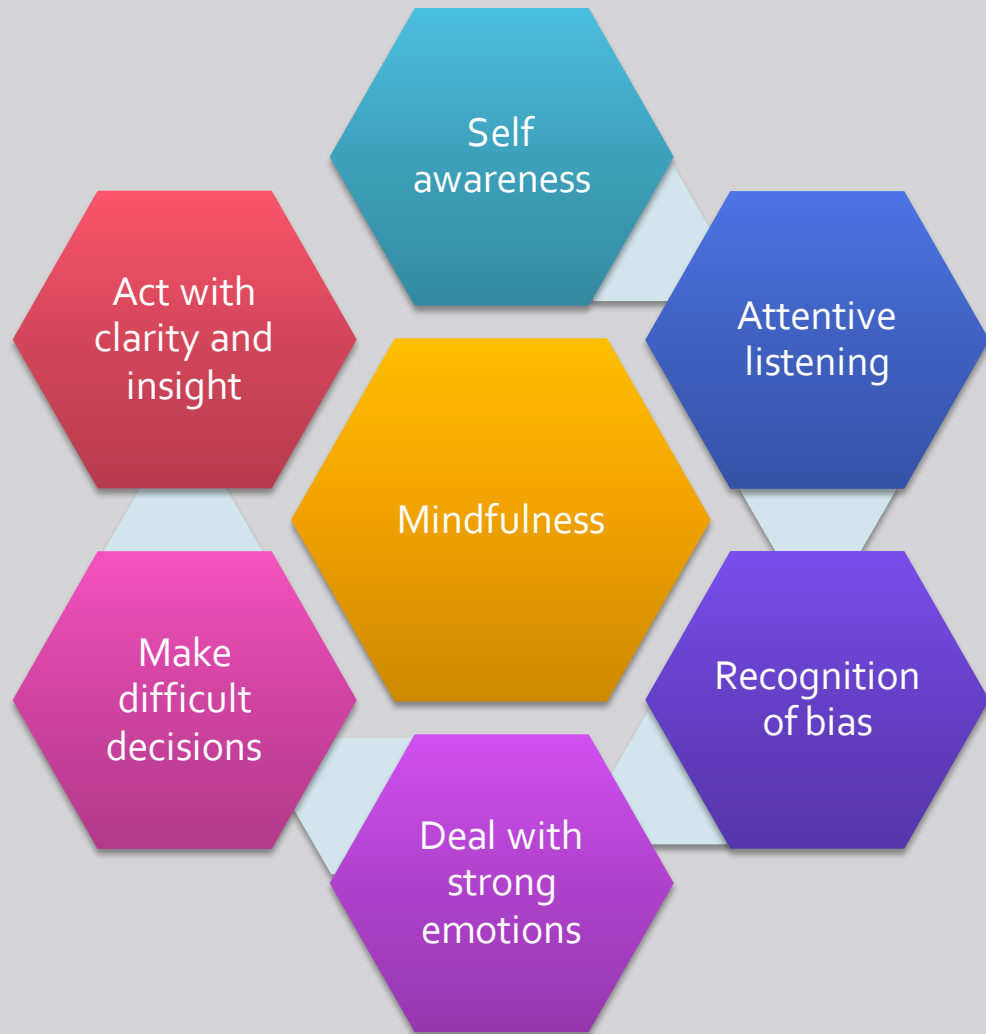 Self
awareness
Attentive
listening
Recognition
of bias
Deal with
strong
emotions
Make
difficult
decisions
Act with
clarity and
insight
Mindfulness